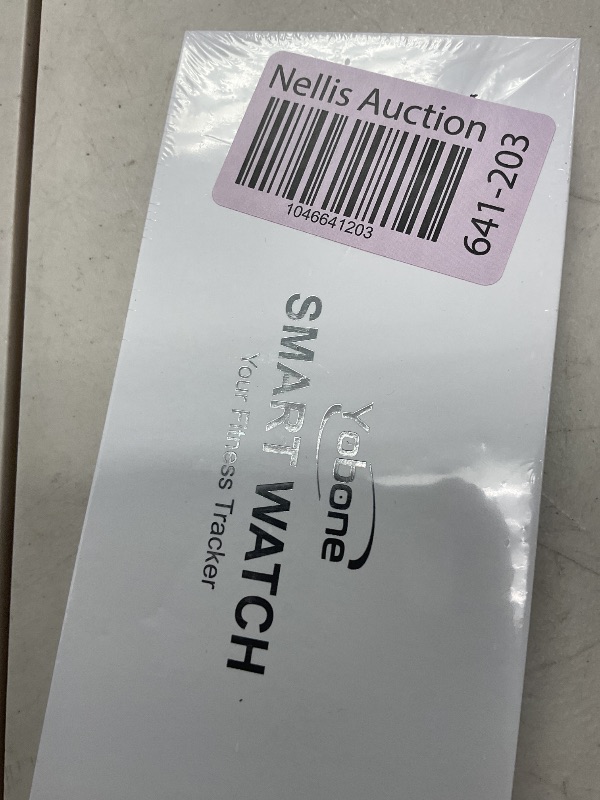 Nellis Auction
1046641203
641-203
Yobone
SMART WATCH
Your Fitness Tracker